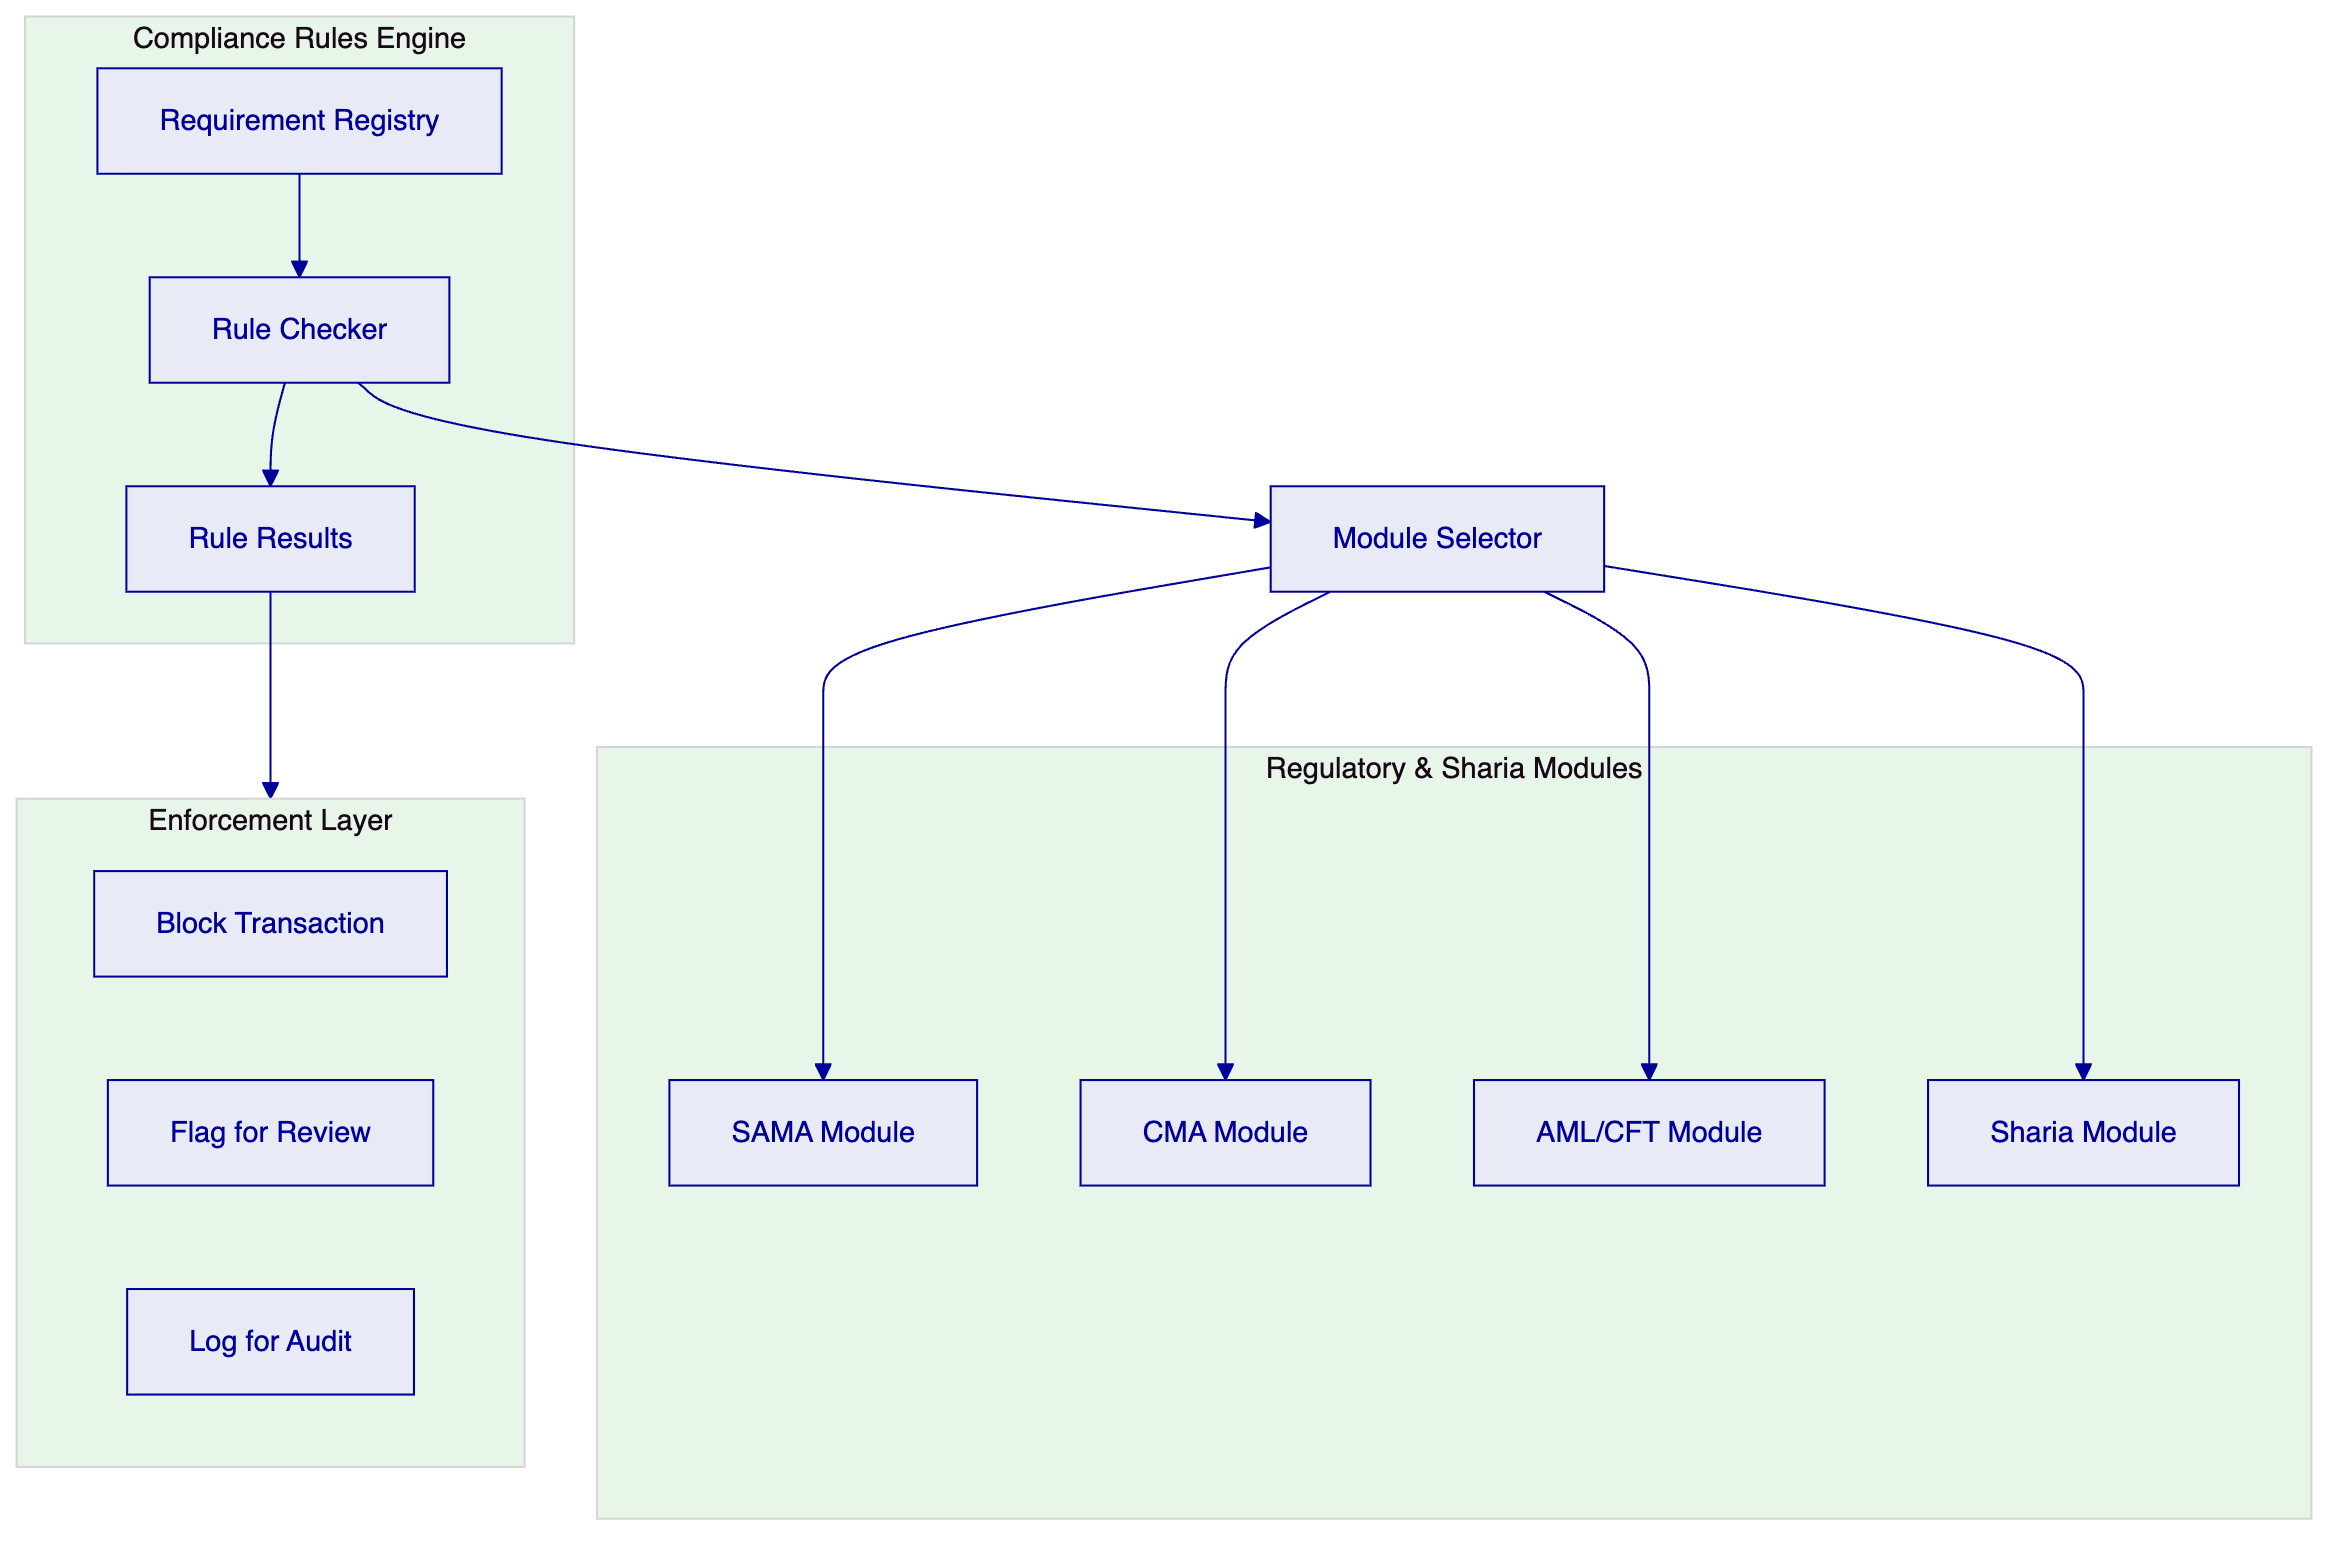 Compliance Rules Engine
Requirement Registry
Rule Checker
Rule Results
Module Selector
Regulatory & Sharia Modules
Enforcement Layer
Block Transaction
Flag for Review
SAMA Module
CMA Module
AML/CFT Module
Sharia Module
Log for Audit